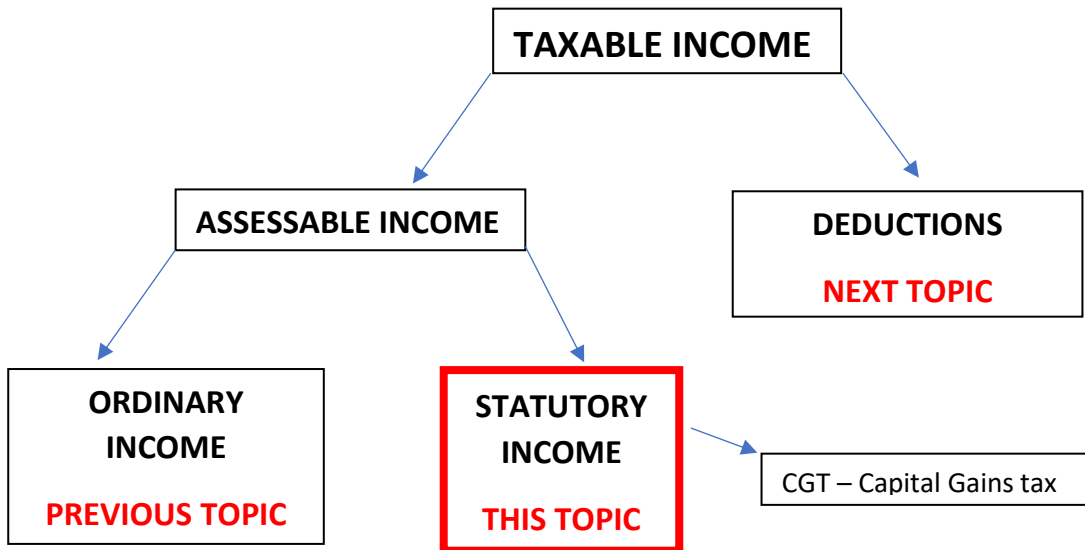 TAXABLE INCOME
ASSESSABLE INCOME
DEDUCTIONS
NEXT TOPIC
ORDINARY
INCOME
PREVIOUS TOPIC
STATUTORY
INCOME
THIS TOPIC
CGT – Capital Gains tax